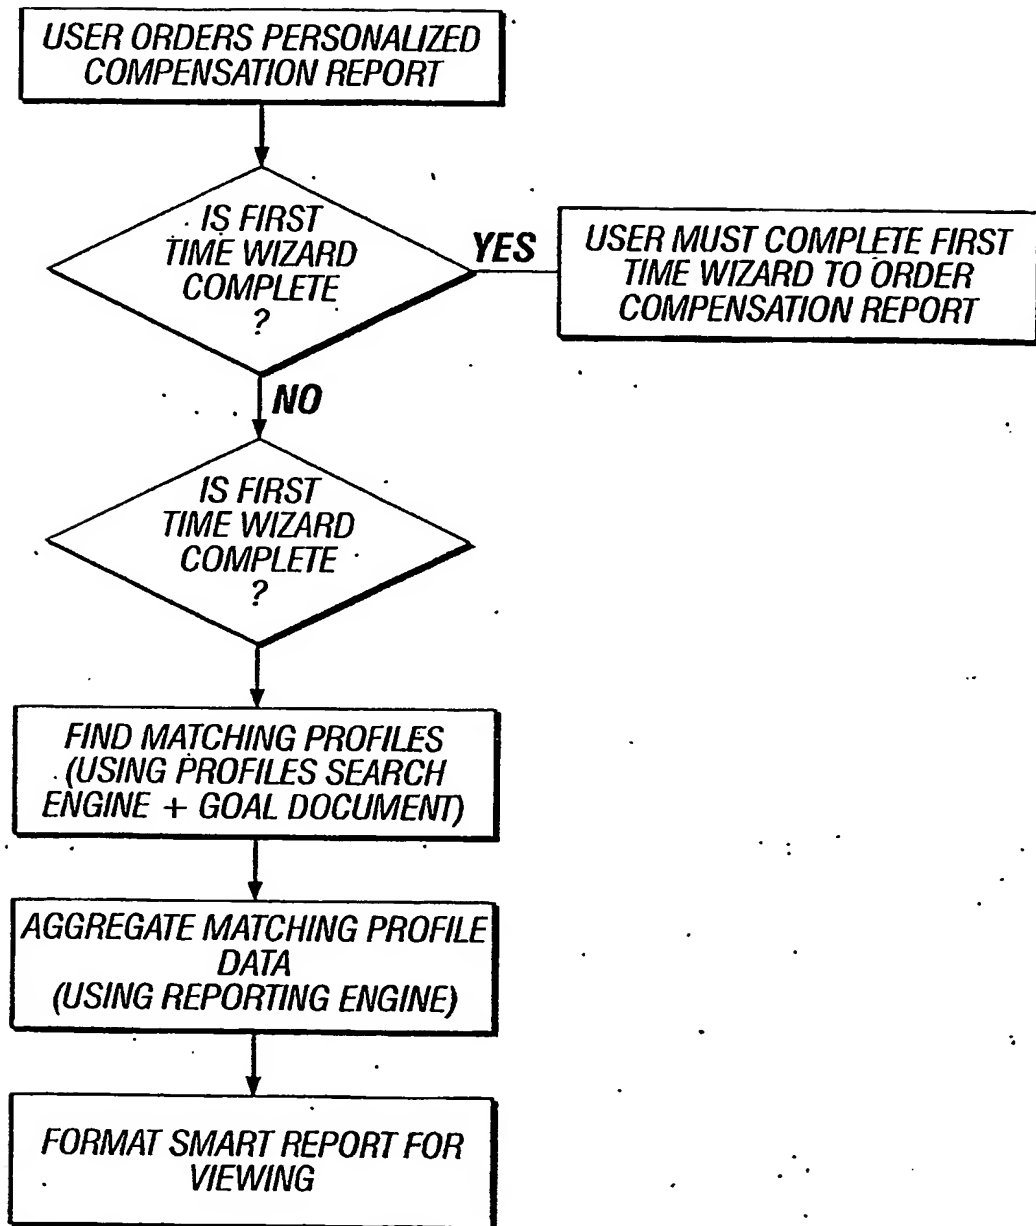 USER ORDERS PERSONALIZED
COMPENSATION REPORT
IS FIRST
TIME WIZARD
COMPLETE
?
YES
USER MUST COMPLETE FIRST
TIME WIZARD TO ORDER
COMPENSATION REPORT
NO
IS FIRST
TIME WIZARD
COMPLETE
?
FIND MATCHING PROFILES
(USING PROFILES SEARCH
ENGINE + GOAL DOCUMENT)
AGGREGATE MATCHING PROFILE
DATA
(USING REPORTING ENGINE)
FORMAT SMART REPORT FOR
VIEWING